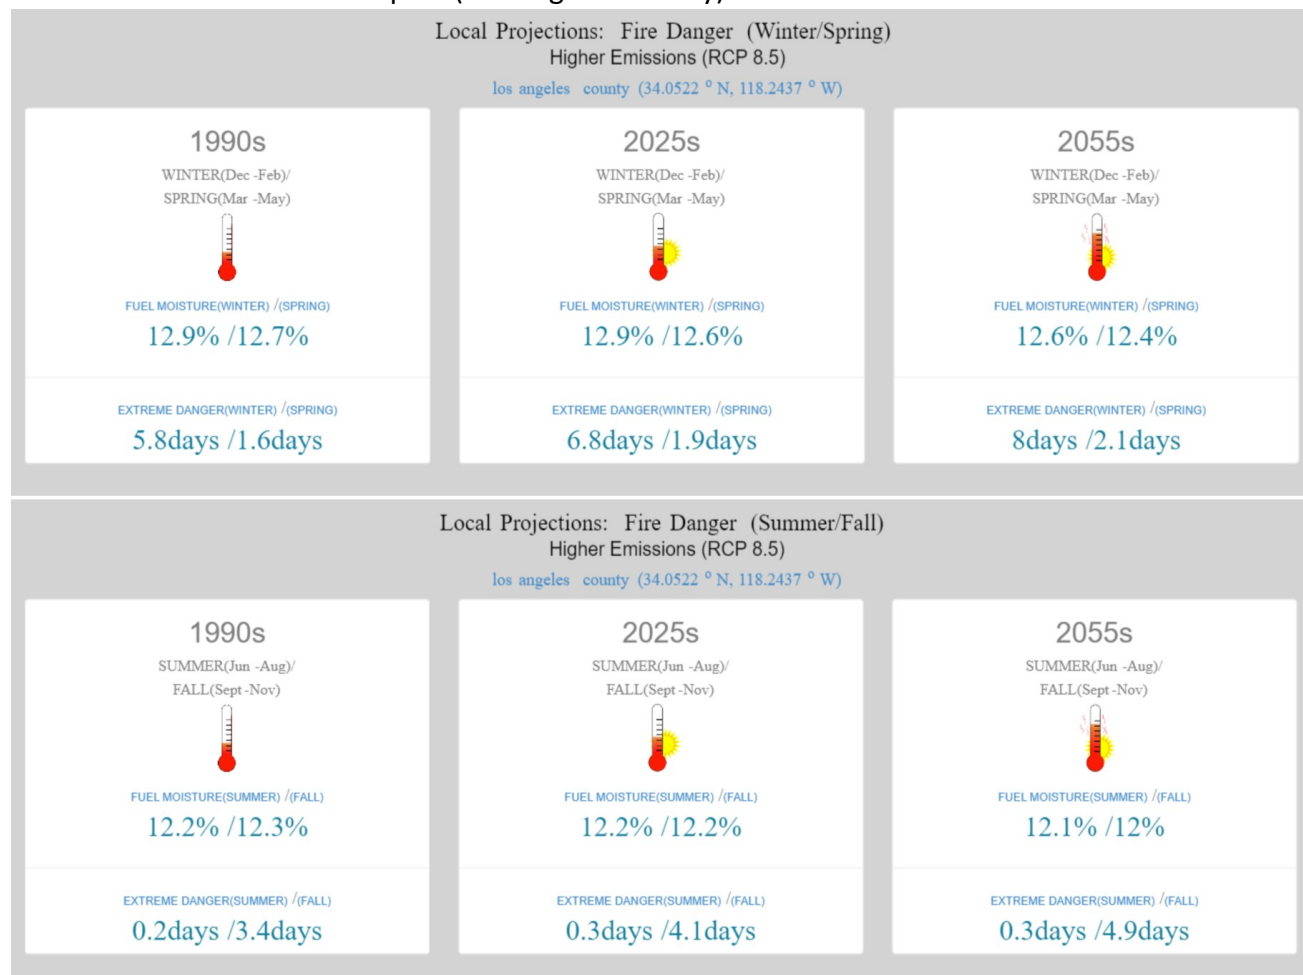 Local Projections: Fire Danger (Winter/Spring)
Higher Emissions (RCP 8.5)
los angeles county (34.0522 ° N, 118.2437 ° W)
1990s
WINTER(Dec -Feb)/
SPRING(Mar -May)
FUEL MOISTURE(WINTER) /(SPRING)
12.9% /12.7%
EXTREME DANGER(WINTER) /(SPRING)
5.8days /1.6days
2025s
WINTER(Dec -Feb)/
SPRING(Mar -May)
FUEL MOISTURE(WINTER) /(SPRING)
12.9% /12.6%
EXTREME DANGER(WINTER) /(SPRING)
6.8days /1.9days
2055s
WINTER(Dec -Feb)/
SPRING(Mar -May)
FUEL MOISTURE(WINTER) /(SPRING)
12.6% /12.4%
EXTREME DANGER(WINTER) /(SPRING)
8days /2.1days
Local Projections: Fire Danger (Summer/Fall)
Higher Emissions (RCP 8.5)
los angeles county (34.0522 ° N, 118.2437 ° W)
1990s
SUMMER(Jun -Aug)/
FALL(Sept -Nov)
FUEL MOISTURE(SUMMER) /(FALL)
12.2% /12.3%
EXTREME DANGER(SUMMER) /(FALL)
0.2days /3.4days
2025s
SUMMER(Jun -Aug)/
FALL(Sept -Nov)
FUEL MOISTURE(SUMMER) /(FALL)
12.2% /12.2%
EXTREME DANGER(SUMMER) /(FALL)
0.3days /4.1days
2055s
SUMMER(Jun -Aug)/
FALL(Sept -Nov)
FUEL MOISTURE(SUMMER) /(FALL)
12.1% /12%
EXTREME DANGER(SUMMER) /(FALL)
0.3days /4.9days